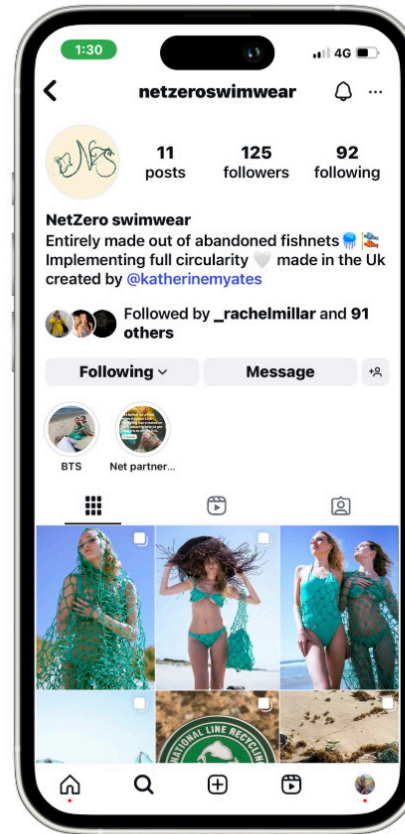 1:30
4G
netzeroswimwear
NZS
11
125
92
posts
followers
following
NetZero swimwear
Entirely made out of abandoned fishnets
Implementing full circularity 🤍 made in the Uk
created by @katherinemyates
Followed by _rachelmillar and 91
others
Following
Message
BTS
Net partner...
NATIONAL LINE RECYCLING